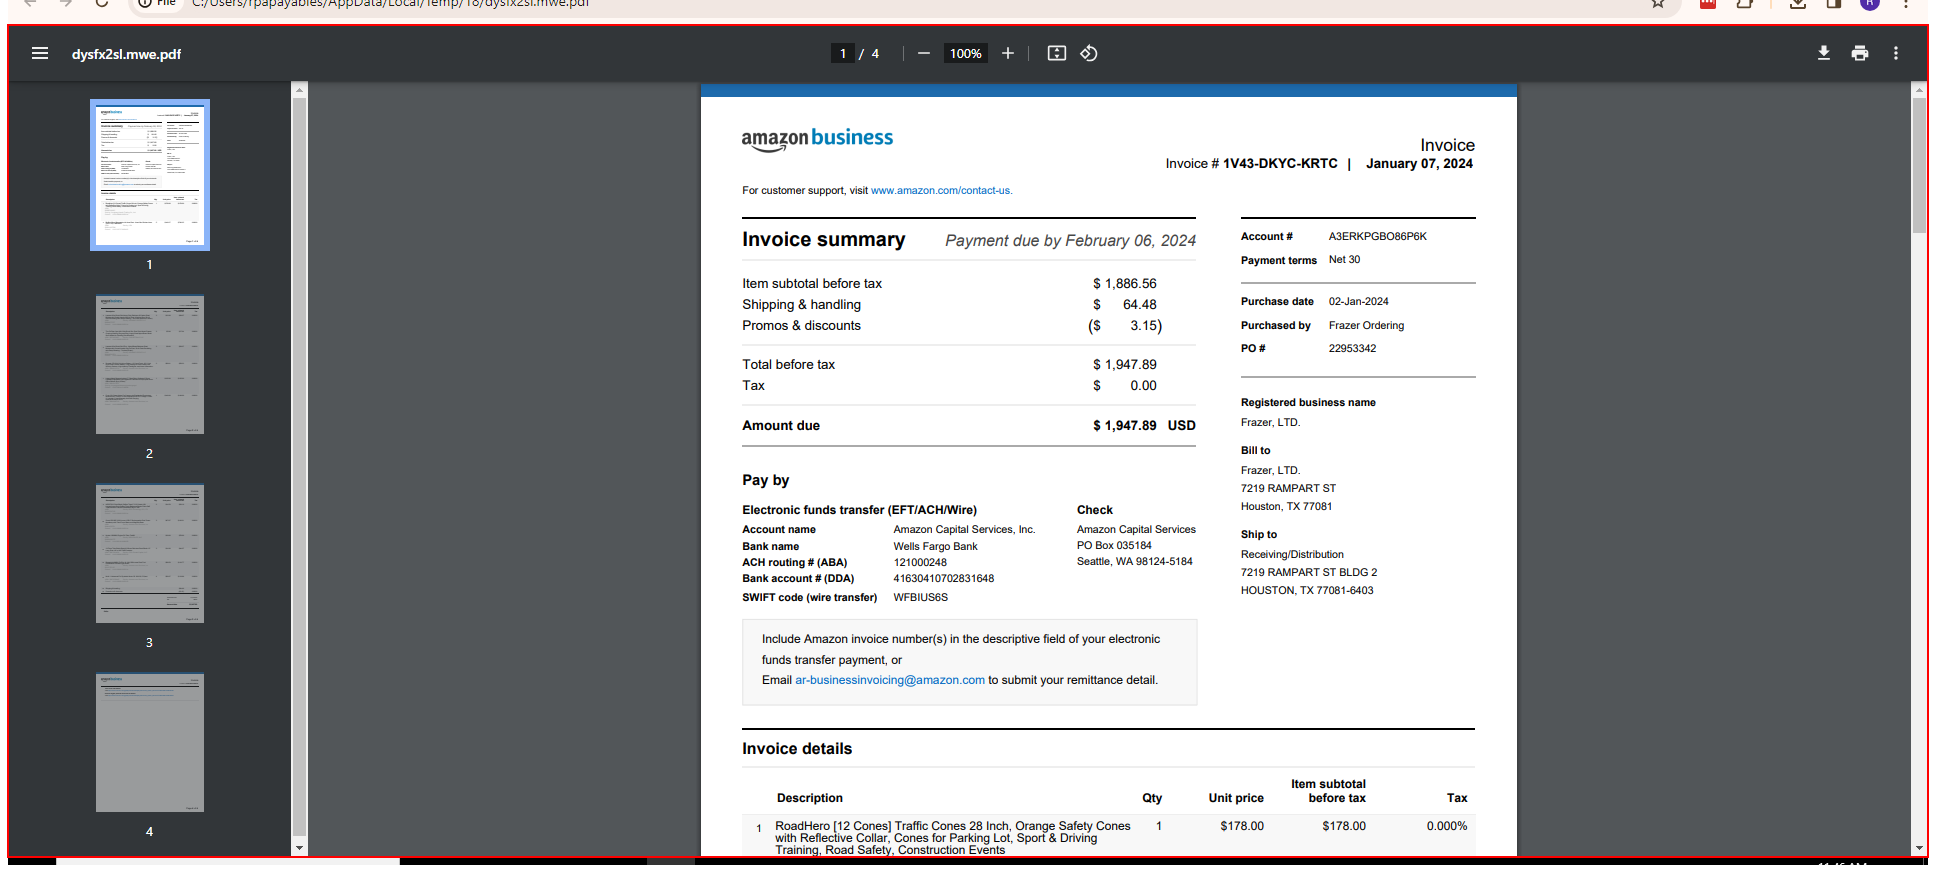 File C:/Users/rpapayables/AppData/Local/Temp/18/dysfx2sl.mwe.pdf
dysfx2sl.mwe.pdf
1 / 4
100%
1
2
3
4
amazon business
Invoice
Invoice # 1V43-DKYC-KRTC | January 07, 2024
For customer support, visit www.amazon.com/contact-us.
Invoice summary Payment due by February 06, 2024
Item subtotal before tax $ 1,886.56
Shipping & handling $ 64.48
Promos & discounts ($ 3.15)
Total before tax $ 1,947.89
Tax $ 0.00
Amount due $ 1,947.89 USD
Account # A3ERKPGBO86P6K
Payment terms Net 30
Purchase date 02-Jan-2024
Purchased by Frazer Ordering
PO # 22953342
Registered business name
Frazer, LTD.
Bill to
Frazer, LTD.
7219 RAMPART ST
Houston, TX 77081
Ship to
Receiving/Distribution
7219 RAMPART ST BLDG 2
HOUSTON, TX 77081-6403
Pay by
Electronic funds transfer (EFT/ACH/Wire)
Account name Amazon Capital Services, Inc.
Bank name Wells Fargo Bank
ACH routing # (ABA) 121000248
Bank account # (DDA) 41630410702831648
SWIFT code (wire transfer) WFBIUS6S
Check
Amazon Capital Services
PO Box 035184
Seattle, WA 98124-5184
Include Amazon invoice number(s) in the descriptive field of your electronic
funds transfer payment, or
Email ar-businessinvoicing@amazon.com to submit your remittance detail.
Invoice details
Description Qty Unit price Item subtotal before tax Tax
1 RoadHero [12 Cones] Traffic Cones 28 Inch, Orange Safety Cones 1 $178.00 $178.00 0.000%
with Reflective Collar, Cones for Parking Lot, Sport & Driving
Training, Road Safety, Construction Events